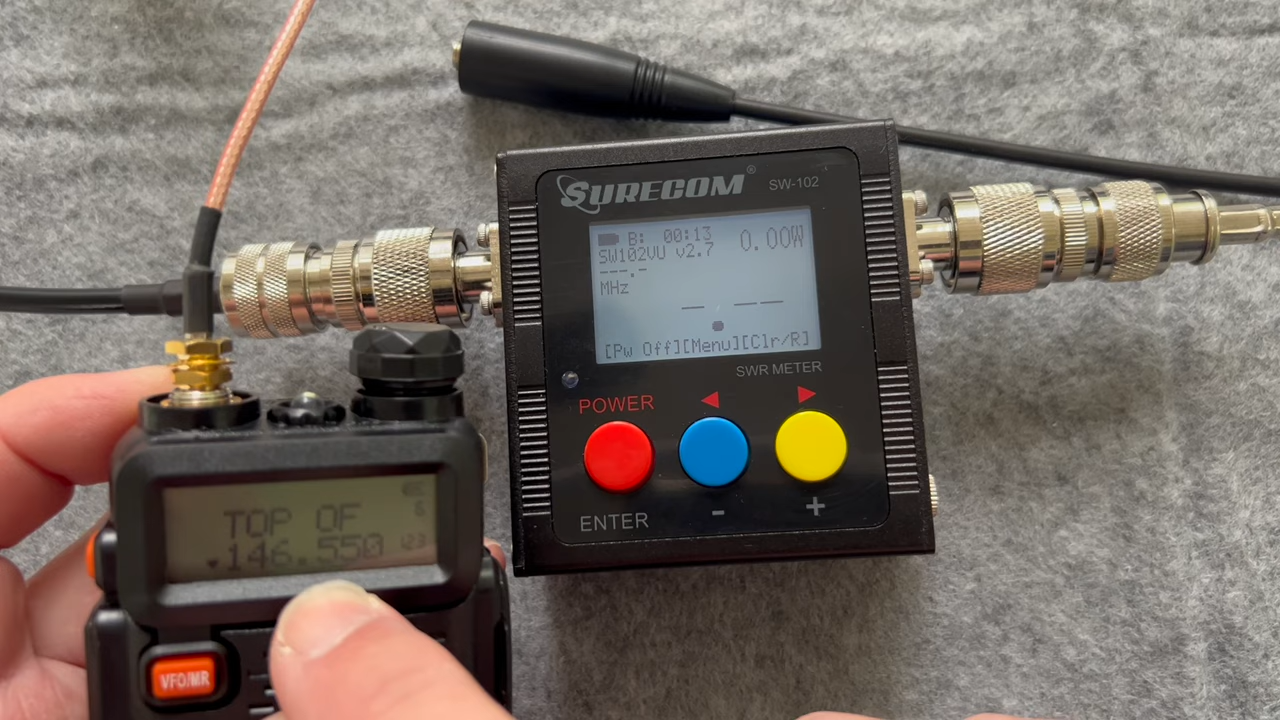 SURECOM® SW-102
B: 00:13 0.00W
SW102VU v2.7
---.-
MHz
— ——
[Pw Off][Menu][Clr/R]
SWR METER
POWER
ENTER
-
+
TOP OF
146.550
VFO/MR